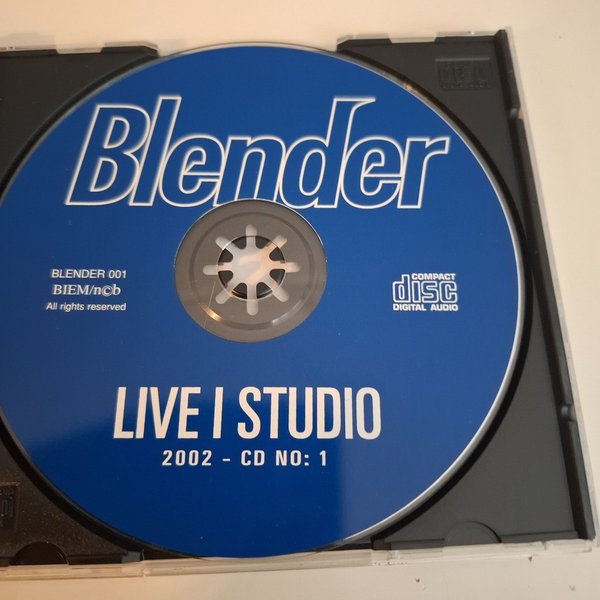 Blender
BLENDER 001
BIEM/n©b
All rights reserved
COMPACT
disc
DIGITAL AUDIO
LIVE I STUDIO
2002 - CD NO: 1